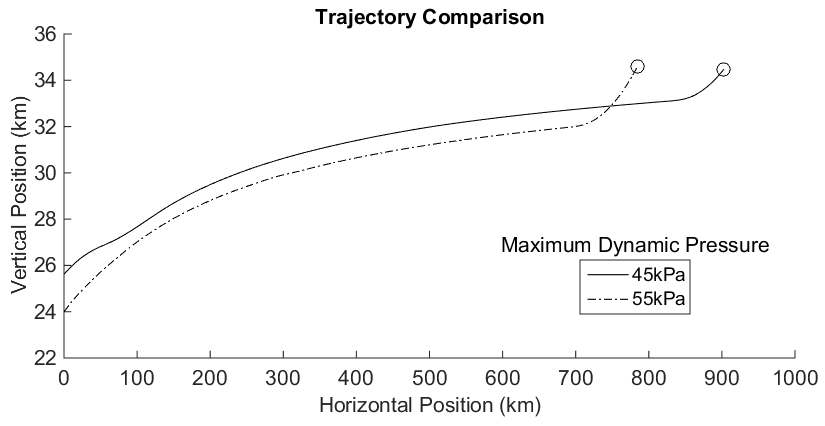 Trajectory Comparison
36
34
32
30
28
26
24
22
Vertical Position (km)
0 100 200 300 400 500 600 700 800 900 1000
Horizontal Position (km)
Maximum Dynamic Pressure
45kPa
55kPa